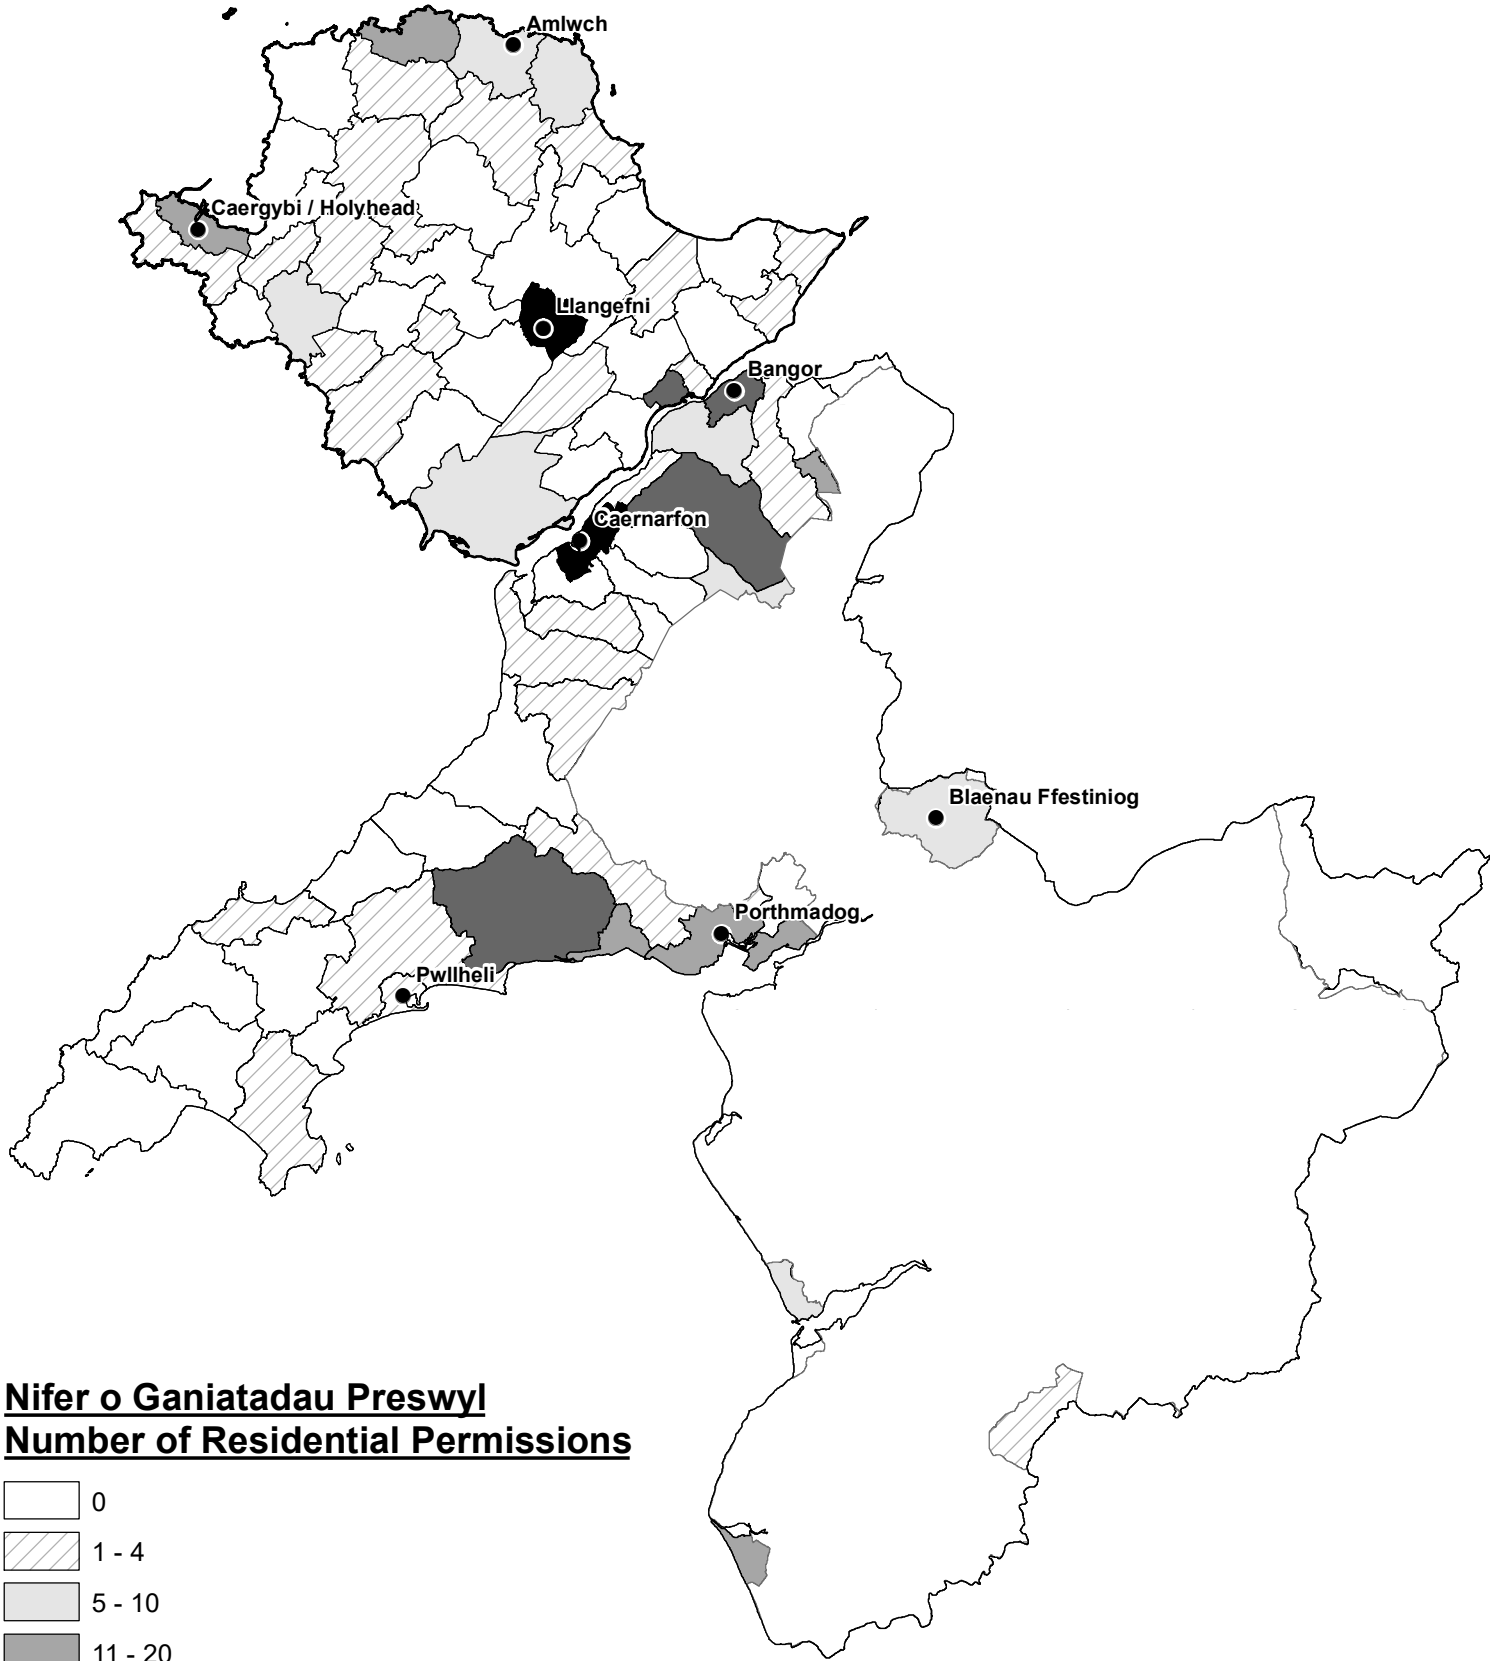 Amlwch
Caergybi / Holyhead
Llangefni
Bangor
Caernarfon
Blaenau Ffestiniog
Porthmadog
Pwllheli
Nifer o Ganiatadau Preswyl
Number of Residential Permissions
0
1 - 4
5 - 10
11 - 20